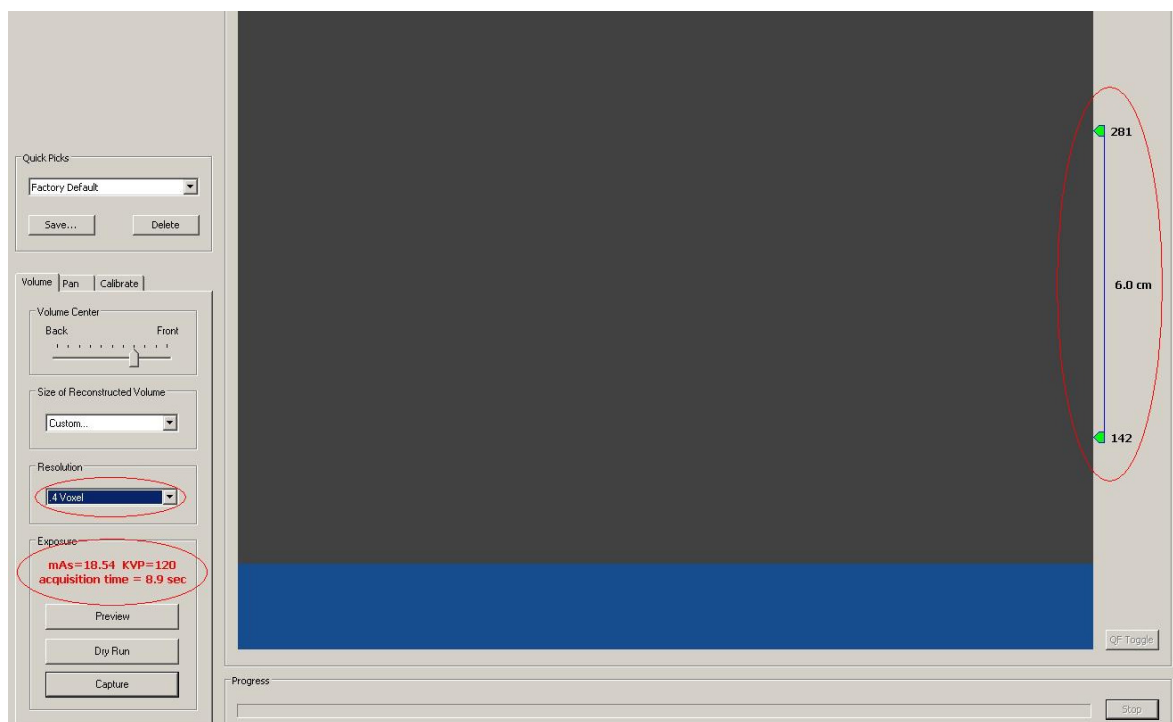 Quick Picks
Factory Default
Save... Delete
Volume Pan Calibrate
Volume Center
Back Front
Size of Reconstructed Volume
Custom...
Resolution
.4 Voxel
Exposure
mAs=18.54 KVP=120
acquisition time = 8.9 sec
Preview
Dry Run
Capture
281
6.0 cm
142
QF Toggle
Progress
Stop